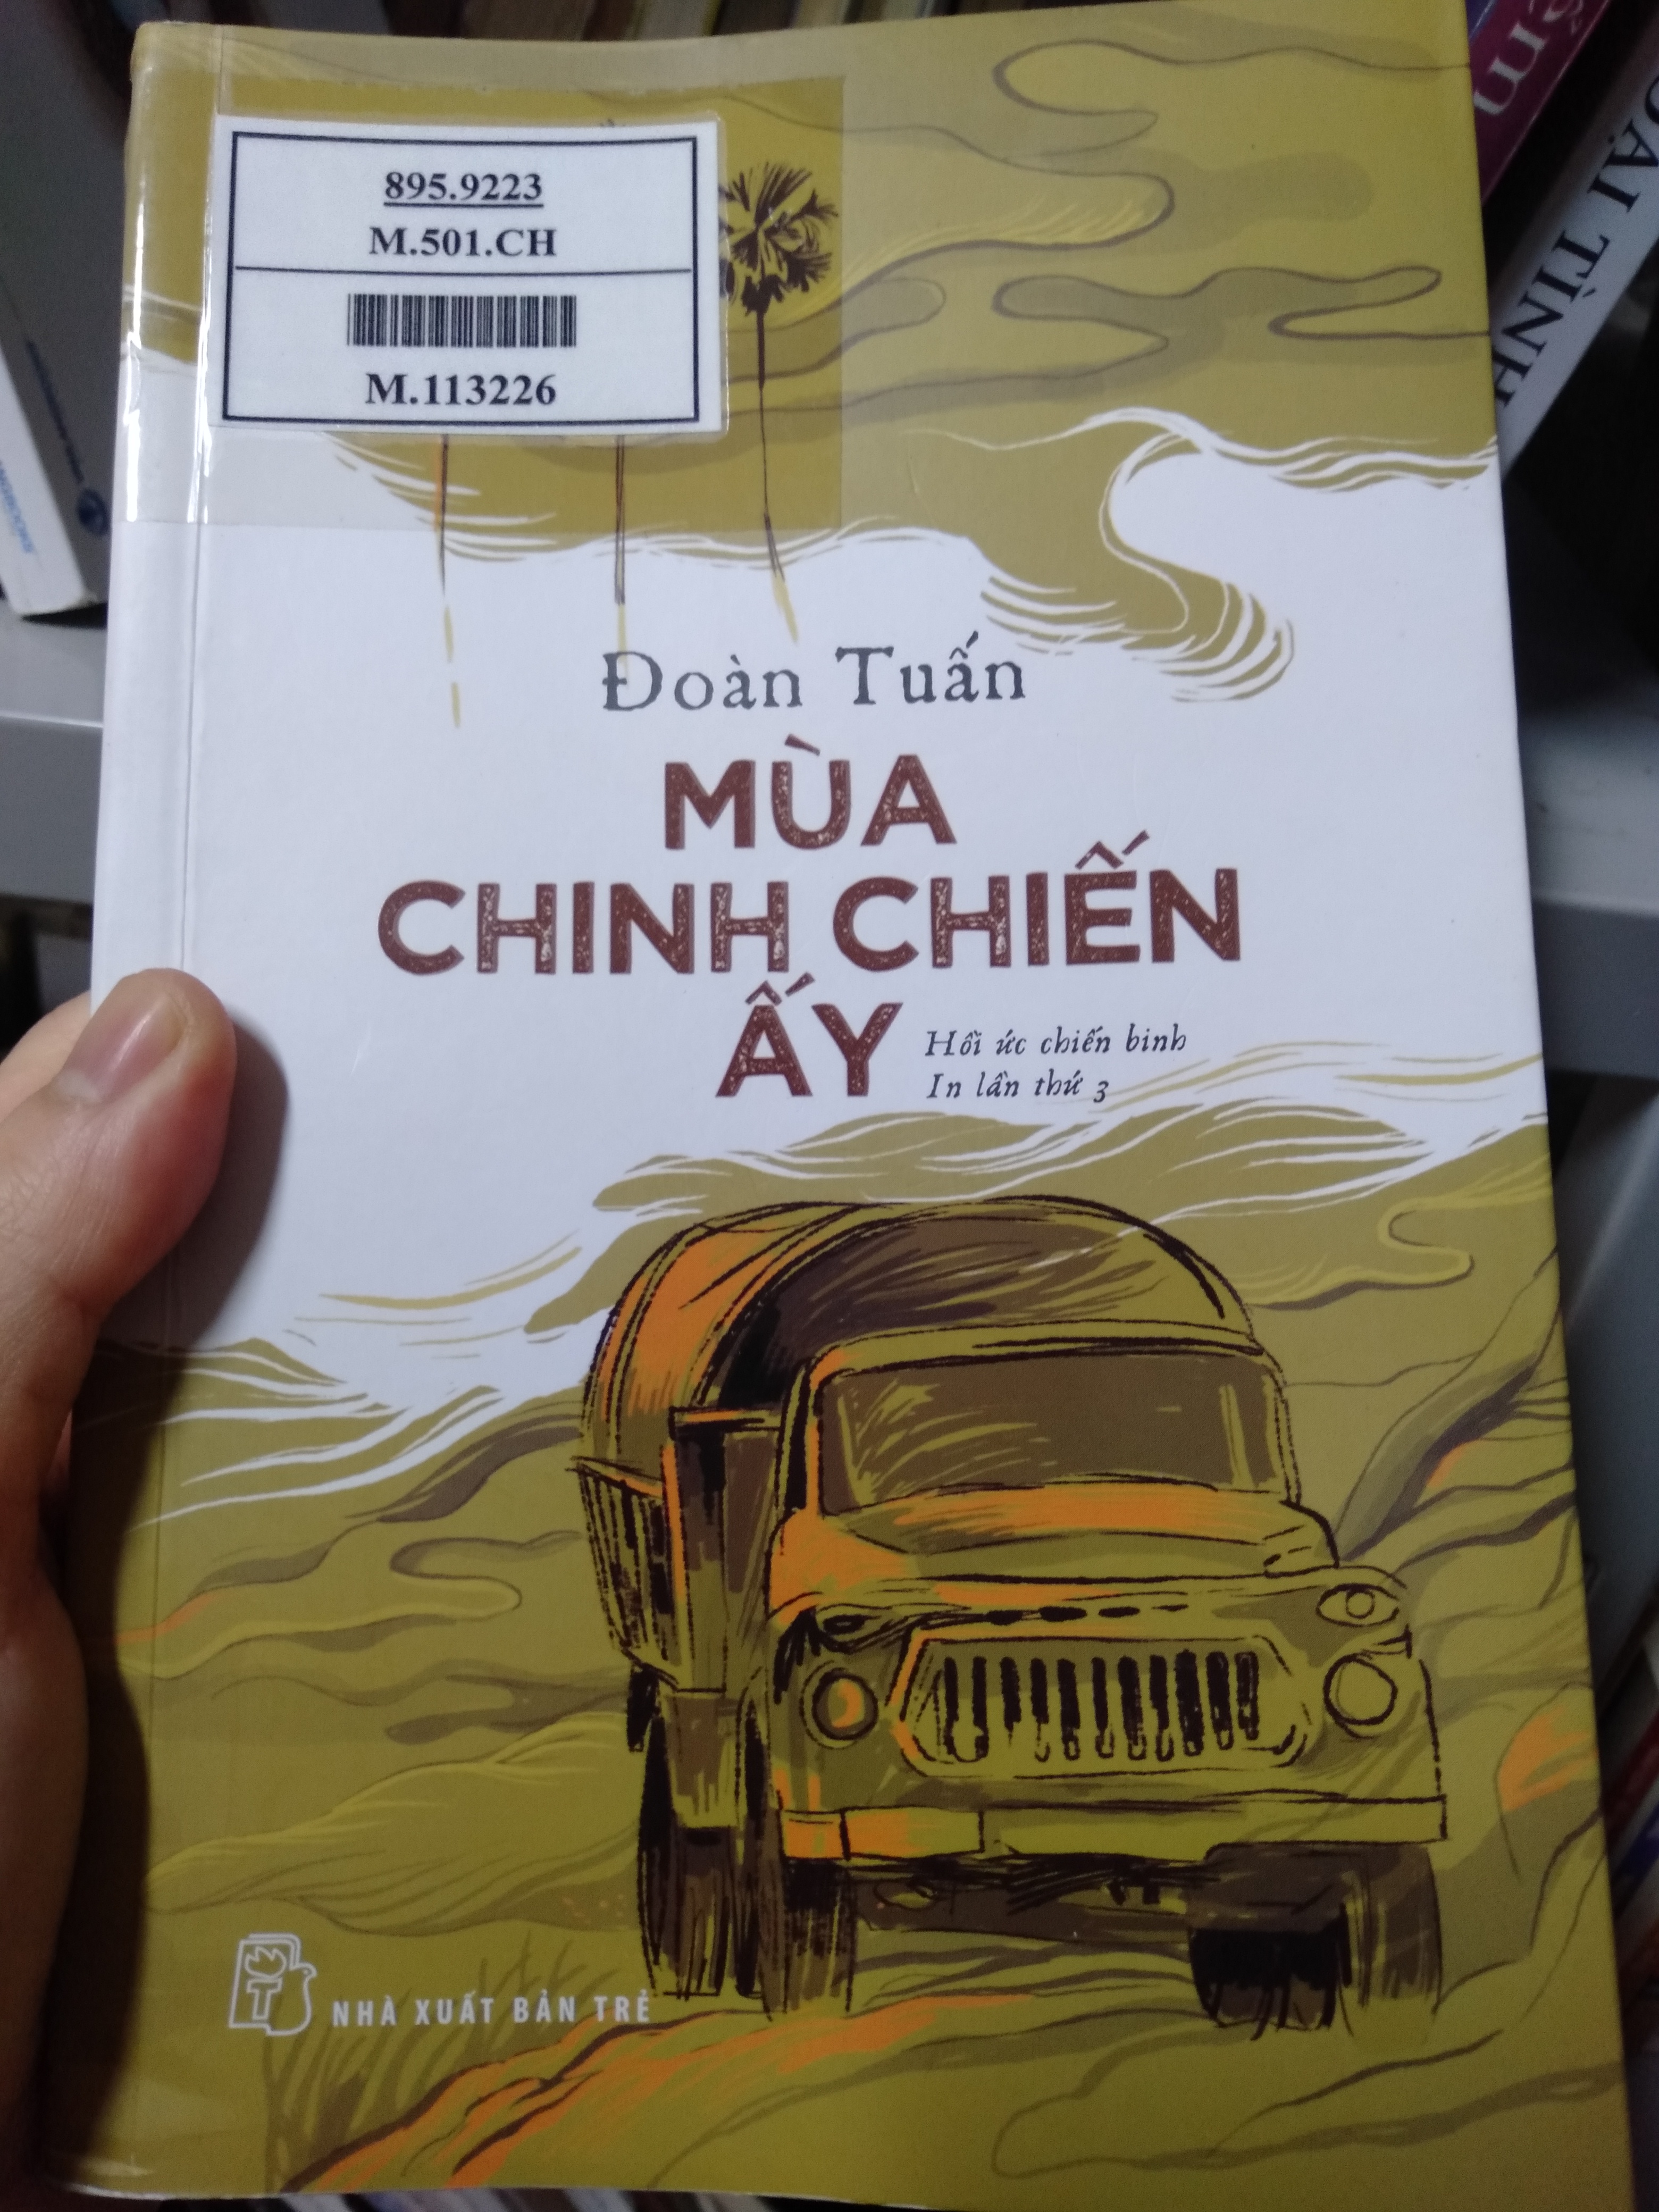 895.9223
M.501.CH
M.113226
Đoàn Tuấn
MÙA
CHINH CHIẾN
ẤY
Hồi ức chiến binh
In lần thứ 3
T
NHÀ XUẤT BẢN TRẺ